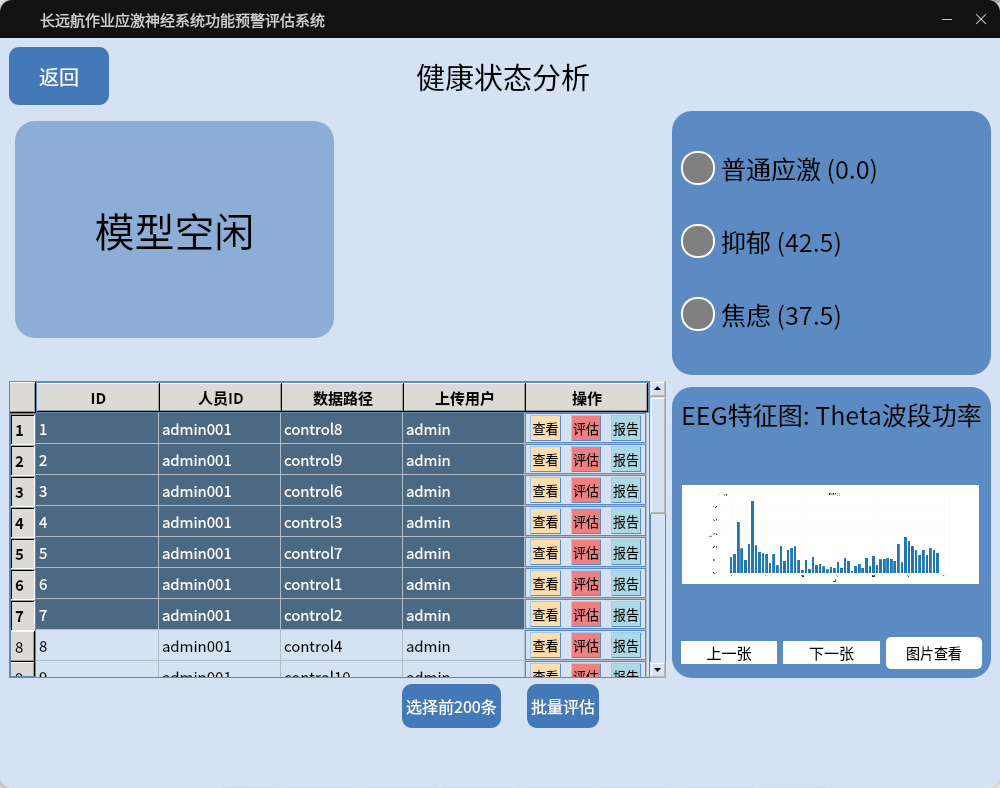 长远航作业应激神经系统功能预警评估系统
返回
健康状态分析
模型空闲
普通应激 (0.0)
抑郁 (42.5)
焦虑 (37.5)
ID 人员ID 数据路径 上传用户 操作
1 1 admin001 control8 admin 查看 评估 报告
2 2 admin001 control9 admin 查看 评估 报告
3 3 admin001 control6 admin 查看 评估 报告
4 4 admin001 control3 admin 查看 评估 报告
5 5 admin001 control7 admin 查看 评估 报告
6 6 admin001 control1 admin 查看 评估 报告
7 7 admin001 control2 admin 查看 评估 报告
8 8 admin001 control4 admin 查看 评估 报告
9 9 admin001 control10 admin 查看 评估 报告
EEG特征图: Theta波段功率
上一张 下一张 图片查看
选择前200条 批量评估